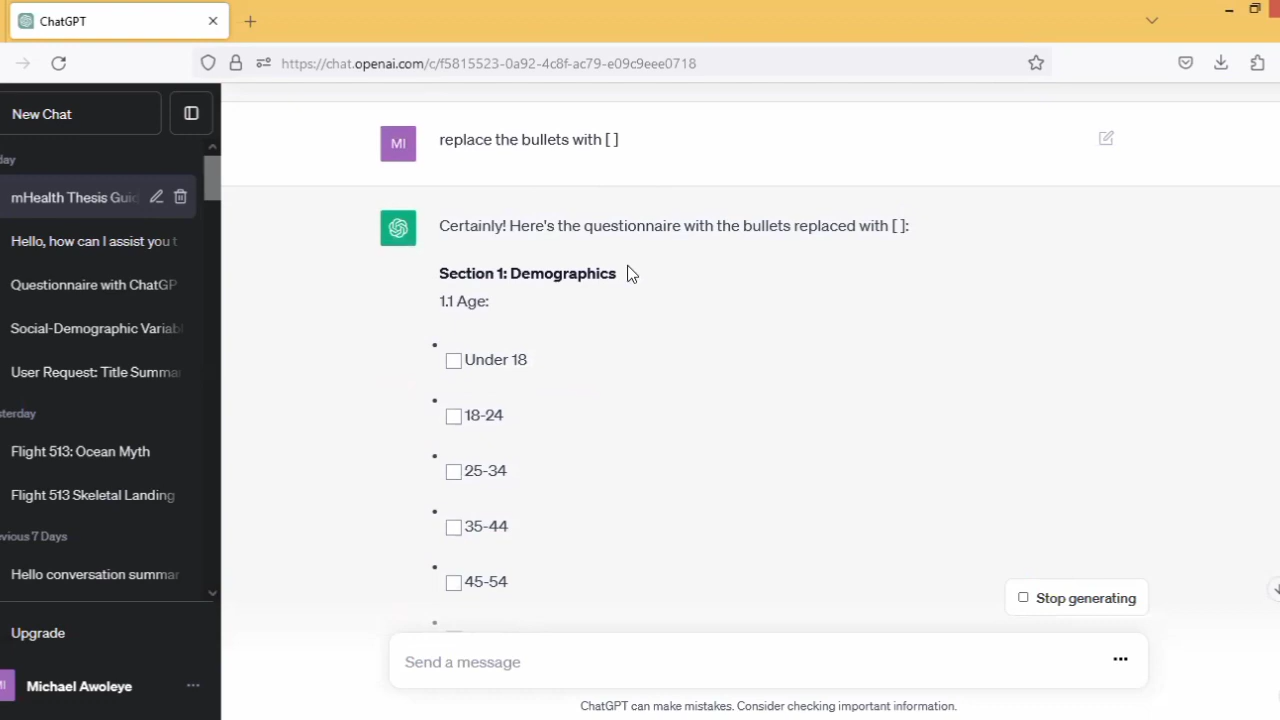 ChatGPT
https://chat.openai.com/c/f5815523-0a92-4c8f-ac79-e09c9eee0718
New Chat
day
mHealth Thesis Guid
Hello, how can I assist you t
Questionnaire with ChatGP
Social-Demographic Variabl
User Request: Title Summa
sterday
Flight 513: Ocean Myth
Flight 513 Skeletal Landing
evious 7 Days
Hello conversation summar
Upgrade
MI
Michael Awoleye
MI
replace the bullets with [ ]
Certainly! Here's the questionnaire with the bullets replaced with [ ]:
Section 1: Demographics
1.1 Age:
Under 18
18-24
25-34
35-44
45-54
Stop generating
Send a message
ChatGPT can make mistakes. Consider checking important information.